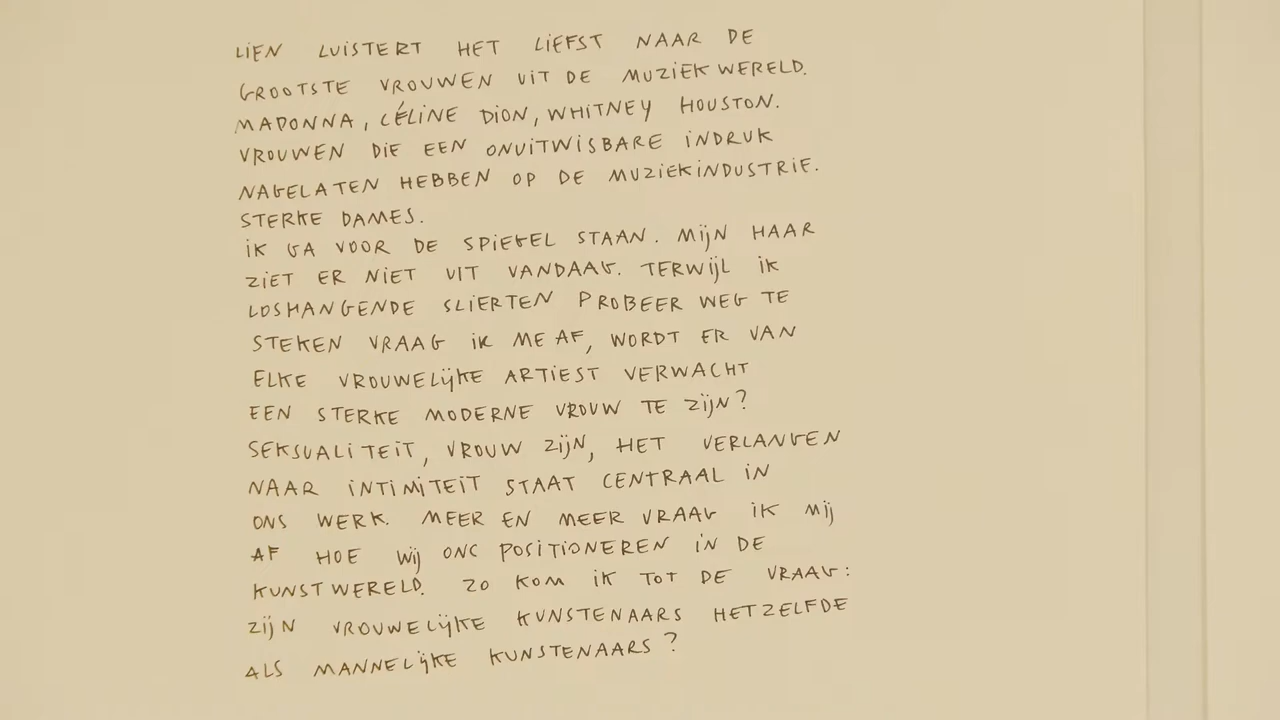 LIEN LUISTERT HET LIEFST NAAR DE
GROOTSTE VROUWEN UIT DE MUZIEKWERELD.
MADONNA, CÉLINE DION, WHITNEY HOUSTON.
VROUWEN DIE EEN ONUITWISBARE INDRUK
NAGELATEN HEBBEN OP DE MUZIEKINDUSTRIE.
STERKE DAMES.
IK GA VOOR DE SPIEGEL STAAN. MIJN HAAR
ZIET ER NIET UIT VANDAAG. TERWIJL IK
LOSHANGENDE SLIERTEN PROBEER WEG TE
STEKEN VRAAG IK ME AF, WORDT ER VAN
ELKE VROUWELIJKE ARTIEST VERWACHT
EEN STERKE MODERNE VROUW TE ZIJN?
SEKSUALITEIT, VROUW ZIJN, HET VERLANGEN
NAAR INTIMITEIT STAAT CENTRAAL IN
ONS WERK. MEER EN MEER VRAAG IK MIJ
AF HOE WIJ ONC POSITIONEREN IN DE
KUNSTWERELD. ZO KOM IK TOT DE VRAAG:
ZIJN VROUWELIJKE KUNSTENAARS HETZELFDE
ALS MANNELIJKE KUNSTENAARS?